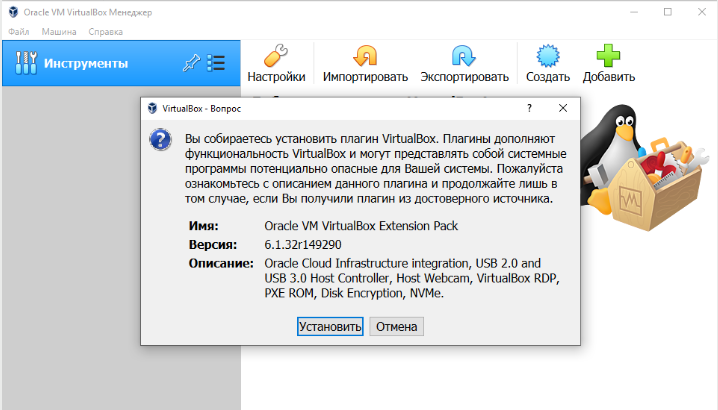 Oracle VM VirtualBox Менеджер
Файл Машина Справка
Инструменты
Настройки Импортировать Экспортировать Создать Добавить
VirtualBox - Вопрос
?
Вы собираетесь установить плагин VirtualBox. Плагины дополняют
функциональность VirtualBox и могут представлять собой системные
программы потенциально опасные для Вашей системы. Пожалуйста
ознакомьтесь с описанием данного плагина и продолжайте лишь в
том случае, если Вы получили плагин из достоверного источника.
Имя: Oracle VM VirtualBox Extension Pack
Версия: 6.1.32r149290
Описание: Oracle Cloud Infrastructure integration, USB 2.0 and
USB 3.0 Host Controller, Host Webcam, VirtualBox RDP,
PXE ROM, Disk Encryption, NVMe.
Установить Отмена